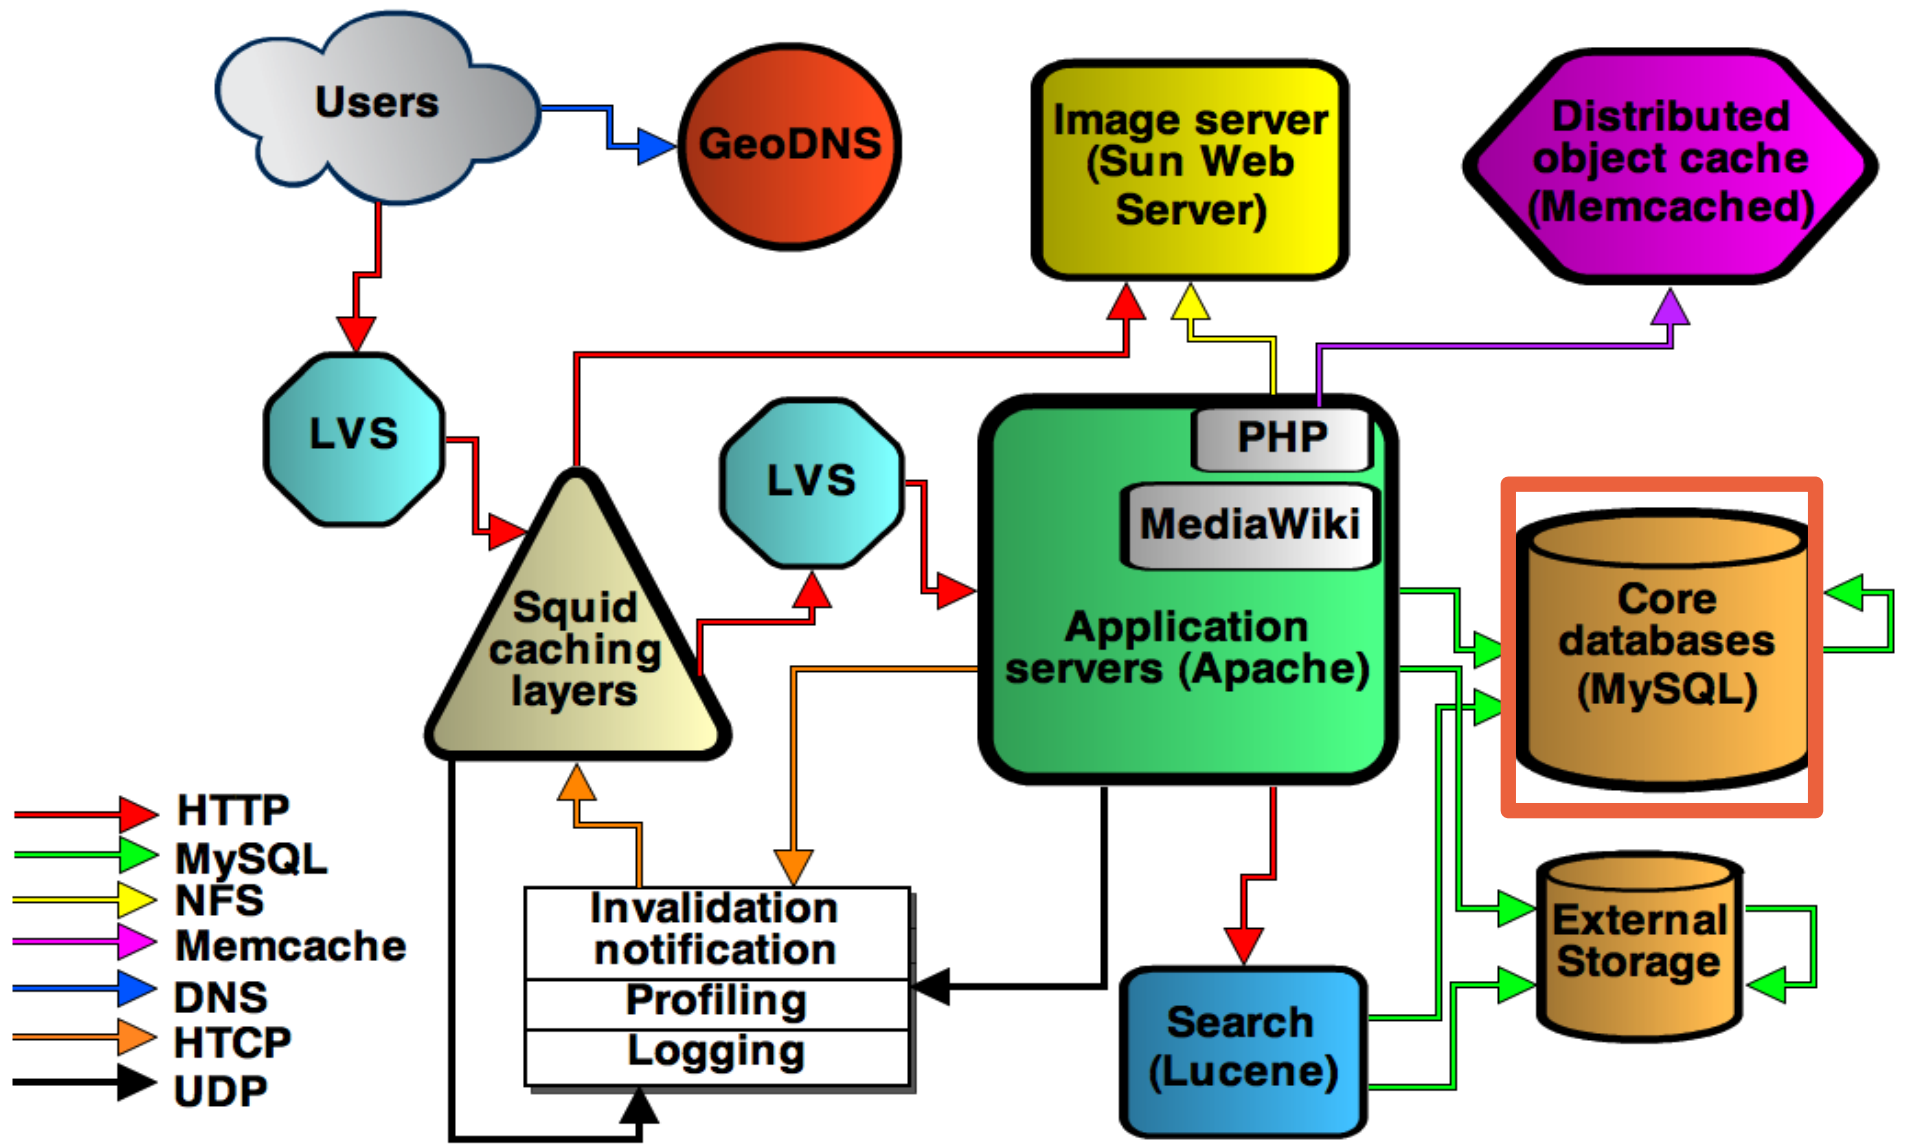 Users
GeoDNS
Image server
(Sun Web
Server)
Distributed
object cache
(Memcached)
LVS
LVS
PHP
MediaWiki
Squid
caching
layers
Application
servers (Apache)
Core
databases
(MySQL)
HTTP
MySQL
NFS
Memcache
DNS
HTCP
UDP
Invalidation
notification
Profiling
Logging
Search
(Lucene)
External
Storage